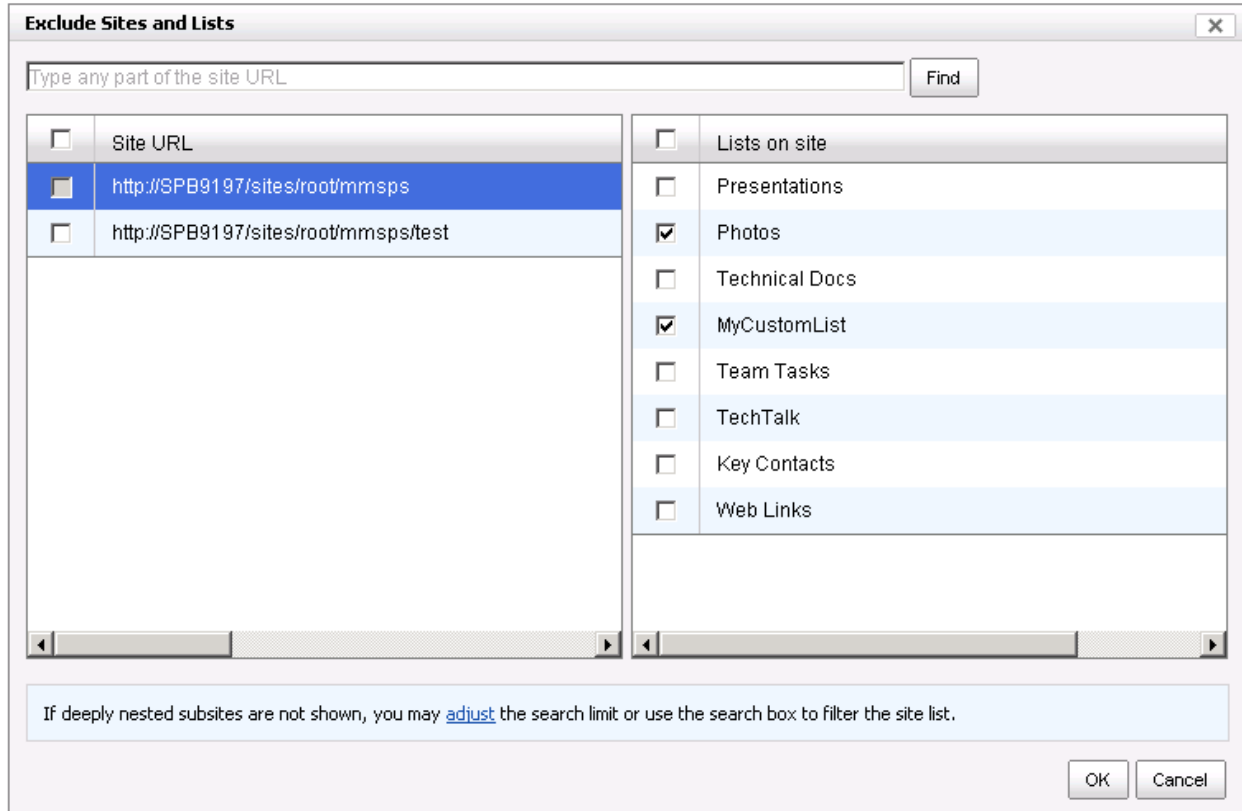 Exclude Sites and Lists
Type any part of the site URL
Find
Site URL
http://SPB9197/sites/root/mmsps
http://SPB9197/sites/root/mmsps/test
Lists on site
Presentations
Photos
Technical Docs
MyCustomList
Team Tasks
TechTalk
Key Contacts
Web Links
If deeply nested subsites are not shown, you may adjust the search limit or use the search box to filter the site list.
OK
Cancel